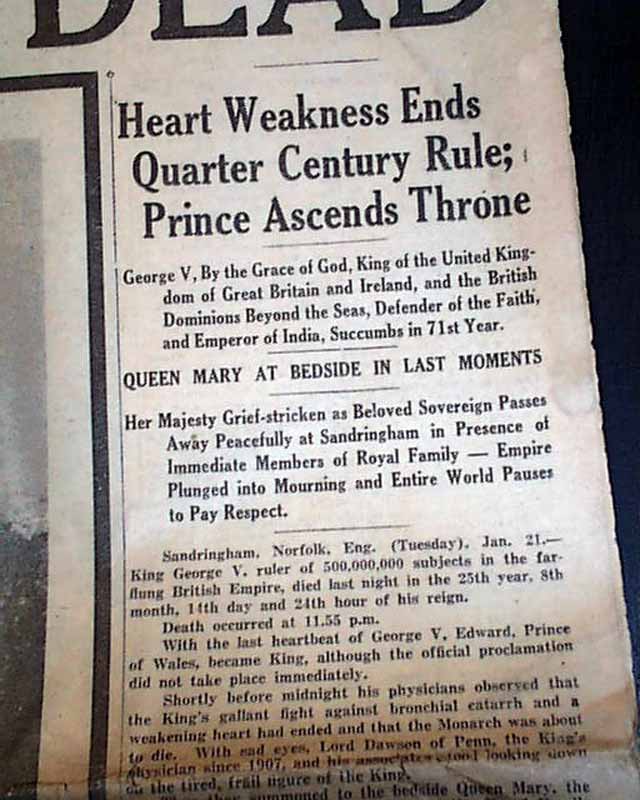 DEAD
Heart Weakness Ends
Quarter Century Rule;
Prince Ascends Throne
George V, By the Grace of God, King of the United King-
dom of Great Britain and Ireland, and the British
Dominions Beyond the Seas, Defender of the Faith,
and Emperor of India, Succumbs in 71st Year.
QUEEN MARY AT BEDSIDE IN LAST MOMENTS
Her Majesty Grief-stricken as Beloved Sovereign Passes
Away Peacefully at Sandringham in Presence of
Immediate Members of Royal Family — Empire
Plunged into Mourning and Entire World Pauses
to Pay Respect.
Sandringham, Norfolk, Eng. (Tuesday), Jan. 21.—
King George V, ruler of 500,000,000 subjects in the far-
flung British Empire, died last night in the 25th year, 8th
month, 14th day and 24th hour of his reign.
Death occurred at 11.55 p.m.
With the last heartbeat of George V, Edward, Prince
of Wales, became King, although the official proclamation
did not take place immediately.
Shortly before midnight his physicians observed that
the King's gallant fight against bronchial catarrh and a
weakening heart had ended and that the Monarch was about
to die. With sad eyes, Lord Dawson of Penn, the King's
physician since 1907, and his associates stood looking down
on the tired, frail figure of the King.
summoned to the bedside Queen Mary, the